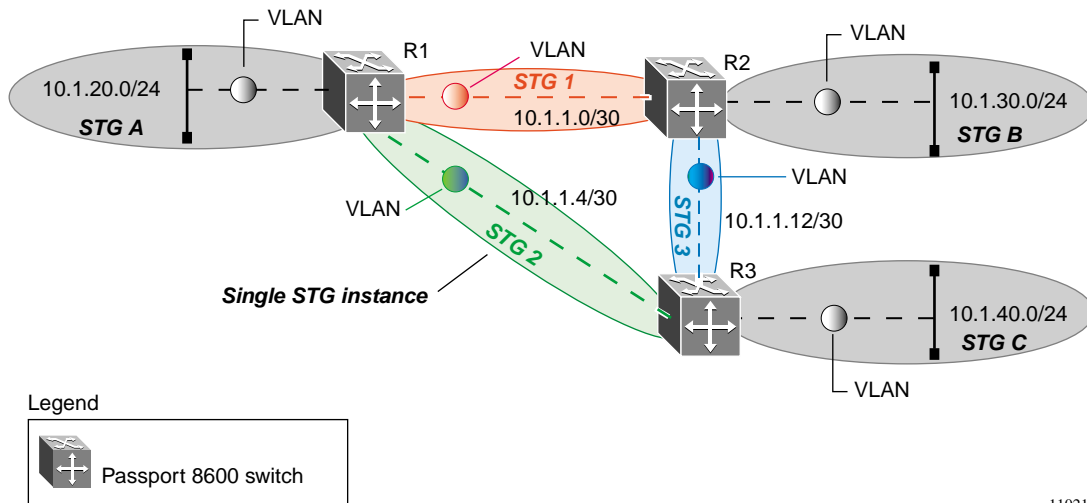 VLAN
R1
VLAN
R2
VLAN
10.1.20.0/24
STG A
STG 1
10.1.1.0/30
10.1.30.0/24
STG B
VLAN
10.1.1.4/30
STG 2
VLAN
STG 3
10.1.1.12/30
Single STG instance
R3
10.1.40.0/24
STG C
VLAN
Legend
Passport 8600 switch